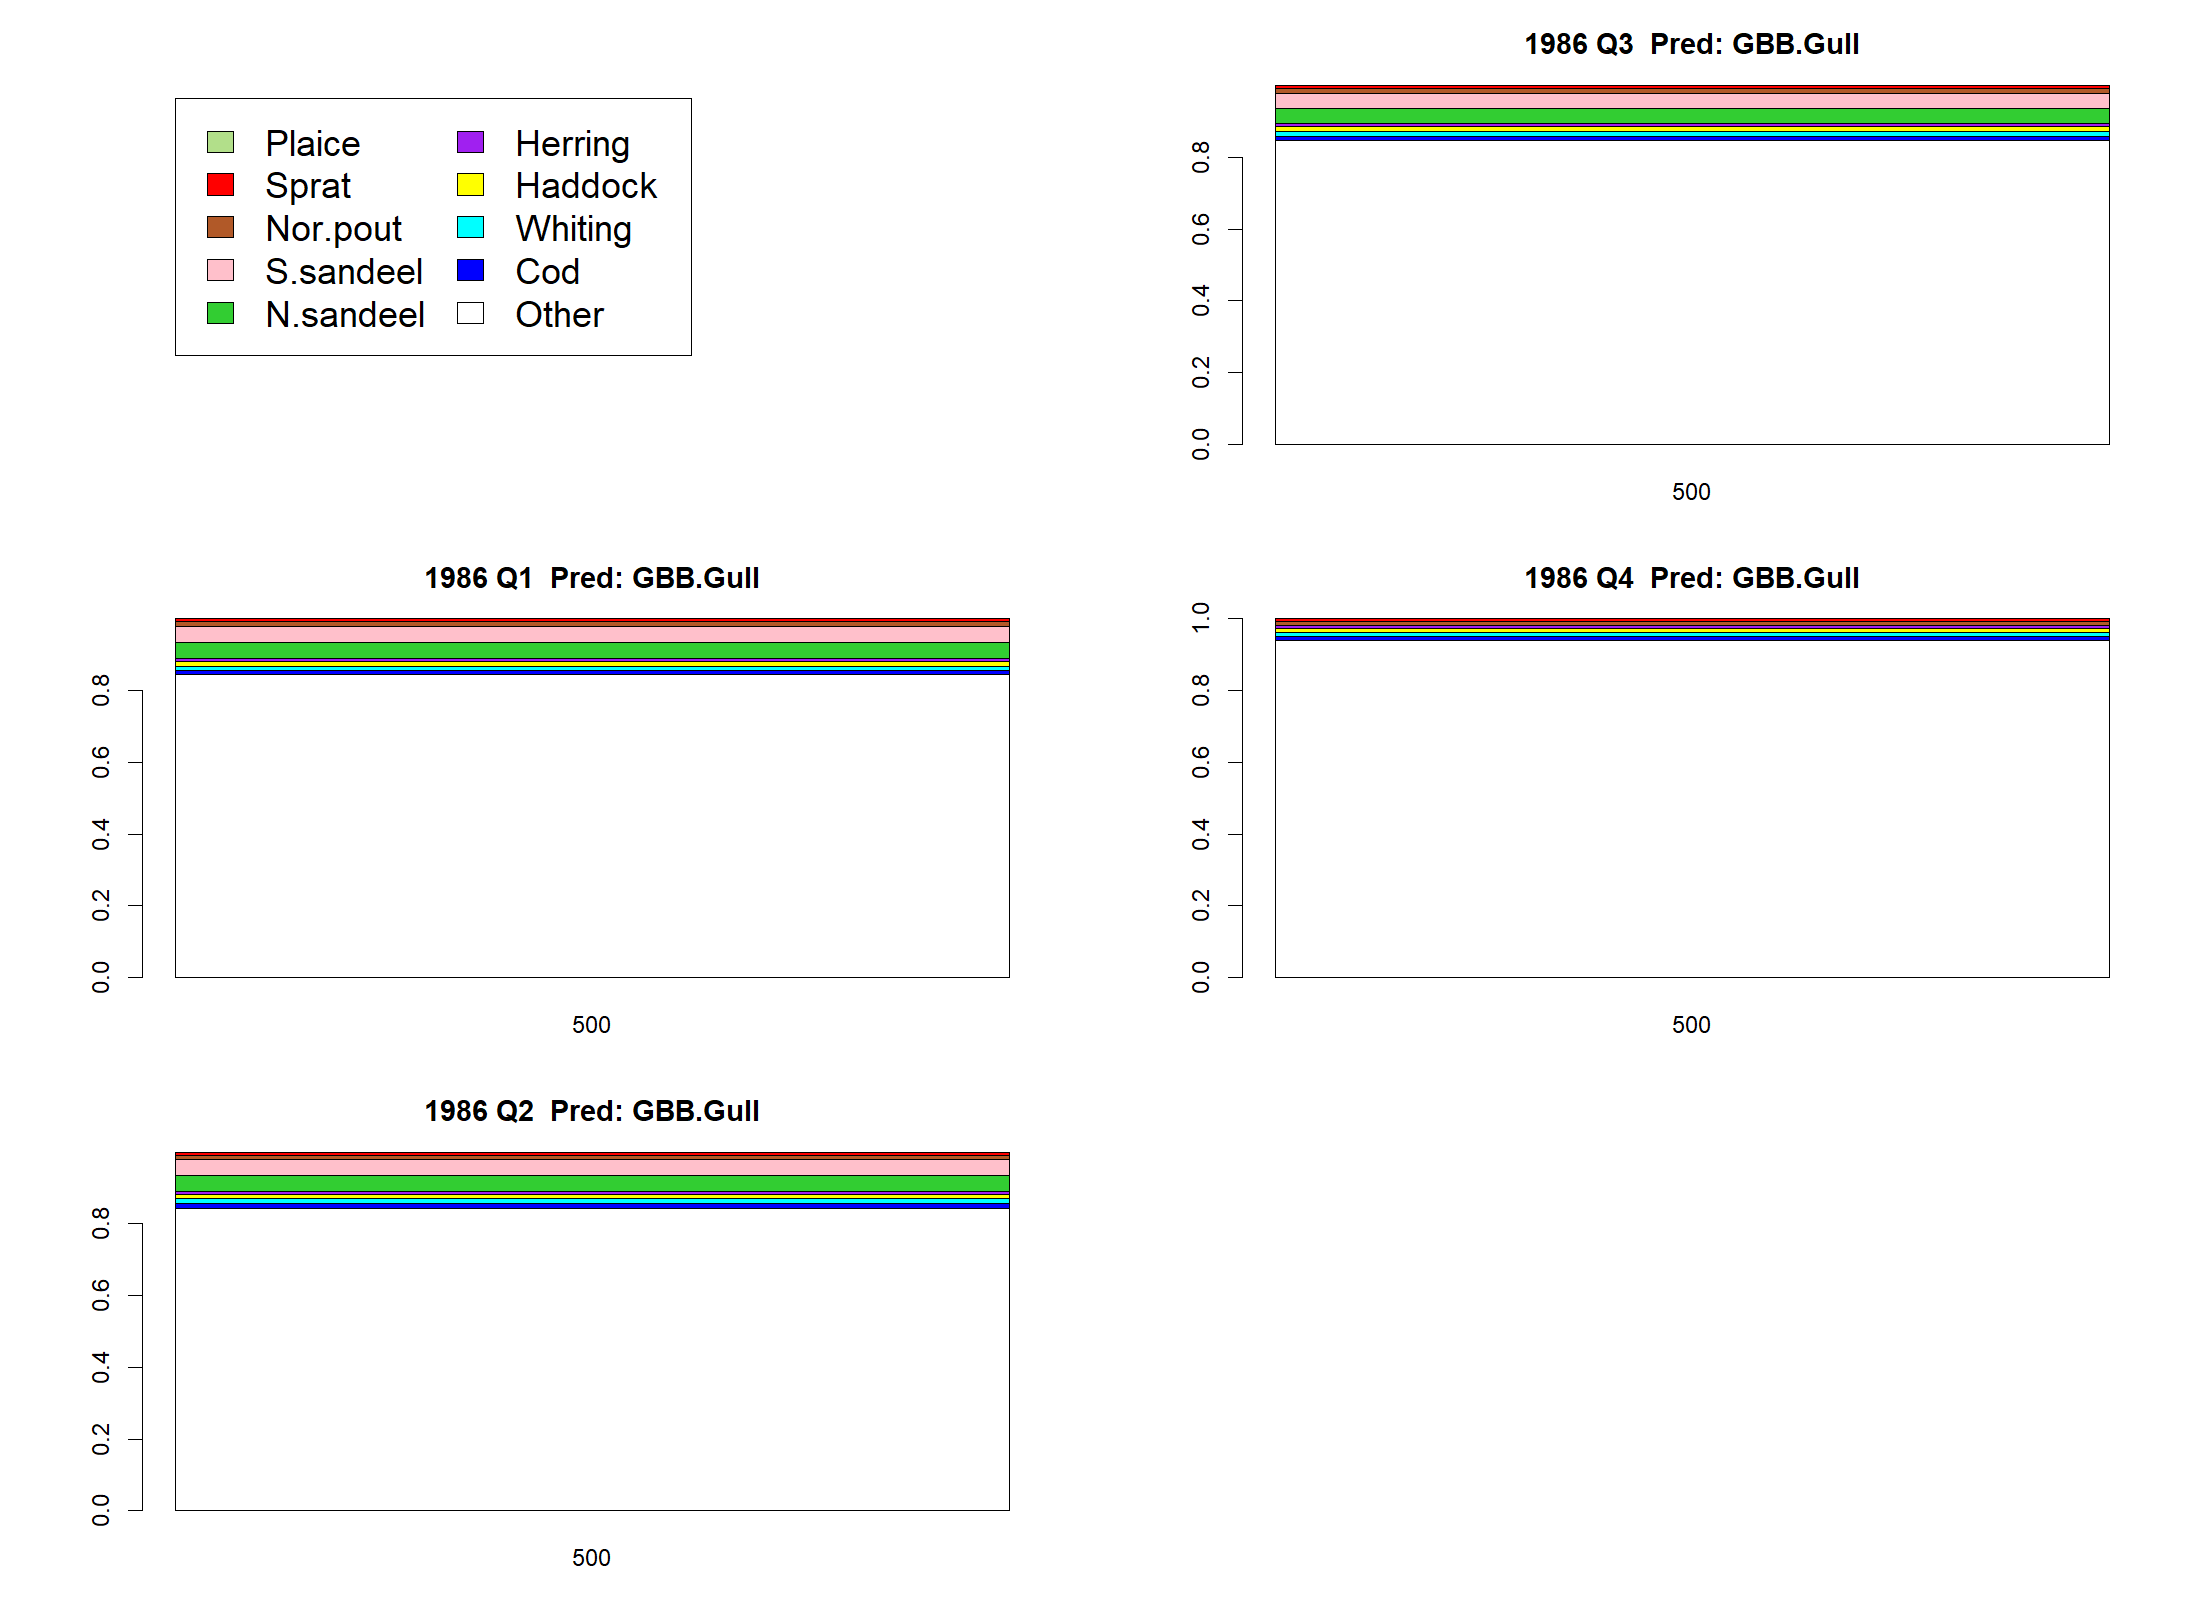 Plaice Herring
Sprat Haddock
Nor.pout Whiting
S.sandeel Cod
N.sandeel Other
1986 Q1  Pred: GBB.Gull
0.8
0.6
0.4
0.2
0.0
500
1986 Q2  Pred: GBB.Gull
0.8
0.6
0.4
0.2
0.0
500
1986 Q3  Pred: GBB.Gull
0.8
0.6
0.4
0.2
0.0
500
1986 Q4  Pred: GBB.Gull
1.0
0.8
0.6
0.4
0.2
0.0
500